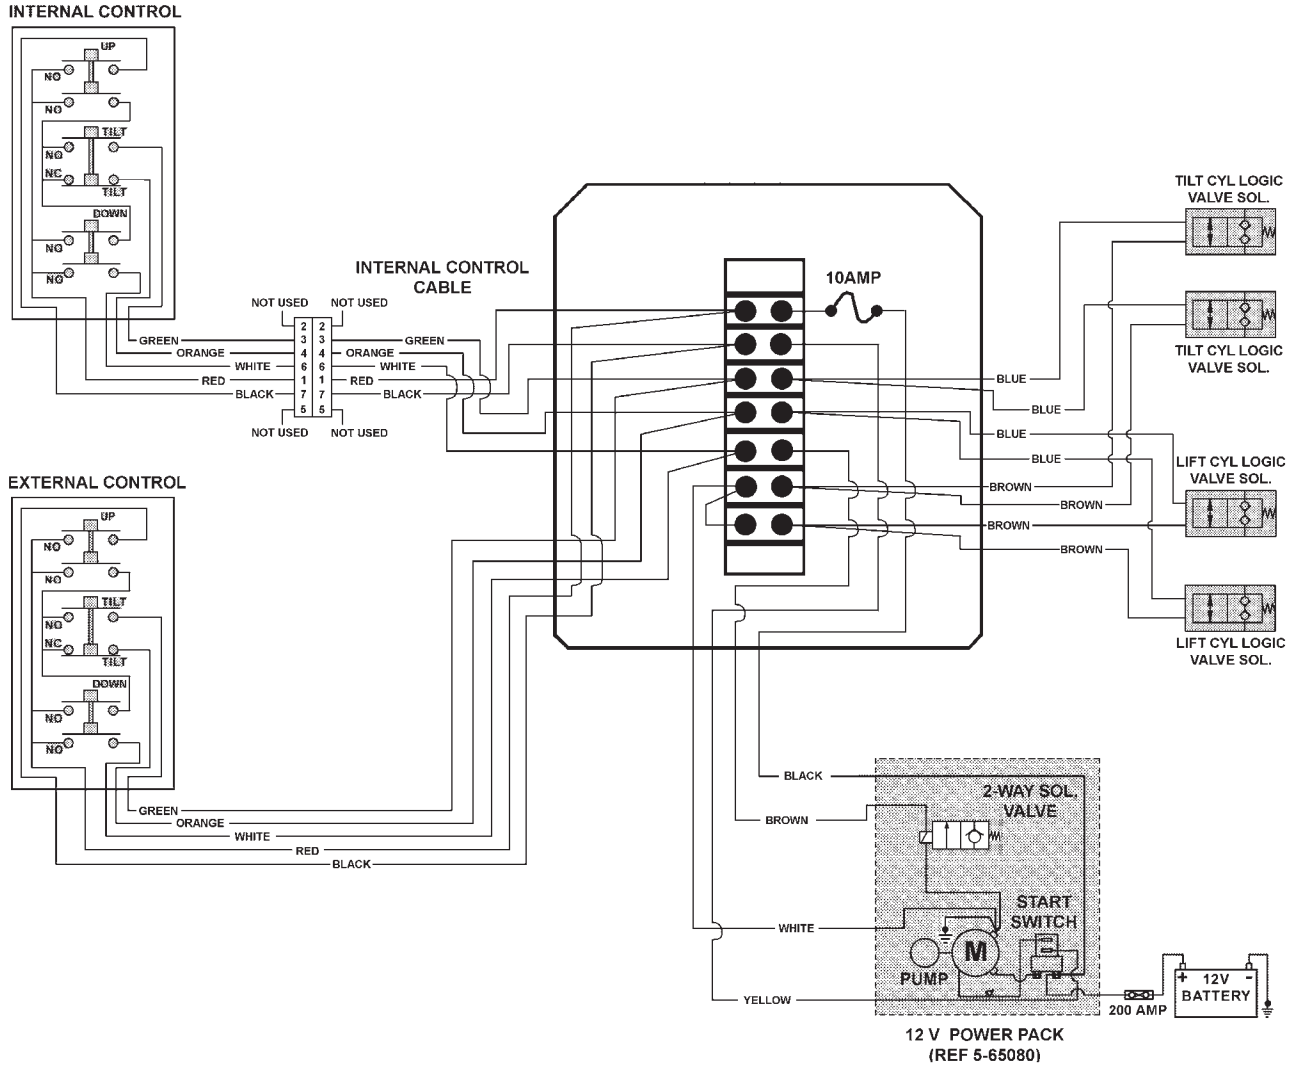 INTERNAL CONTROL
UP
NO
NO
TILT
NO
NC
TILT
DOWN
NO
NO
INTERNAL CONTROL
CABLE
NOT USED
NOT USED
2 2
GREEN 3 3 GREEN
ORANGE 4 4 ORANGE
WHITE 6 6 WHITE
RED 1 1 RED
BLACK 7 7 BLACK
5 5
NOT USED
NOT USED
10AMP
TILT CYL LOGIC
VALVE SOL.
TILT CYL LOGIC
VALVE SOL.
BLUE
BLUE
BLUE
BLUE
BROWN
BROWN
BROWN
BROWN
LIFT CYL LOGIC
VALVE SOL.
LIFT CYL LOGIC
VALVE SOL.
EXTERNAL CONTROL
UP
NO
NO
TILT
NO
NC
TILT
DOWN
NO
NO
GREEN
ORANGE
WHITE
RED
BLACK
BLACK
2-WAY SOL.
VALVE
BROWN
START
SWITCH
WHITE
M
PUMP
YELLOW
+ 12V -
BATTERY
200 AMP
12 V POWER PACK
(REF 5-65080)